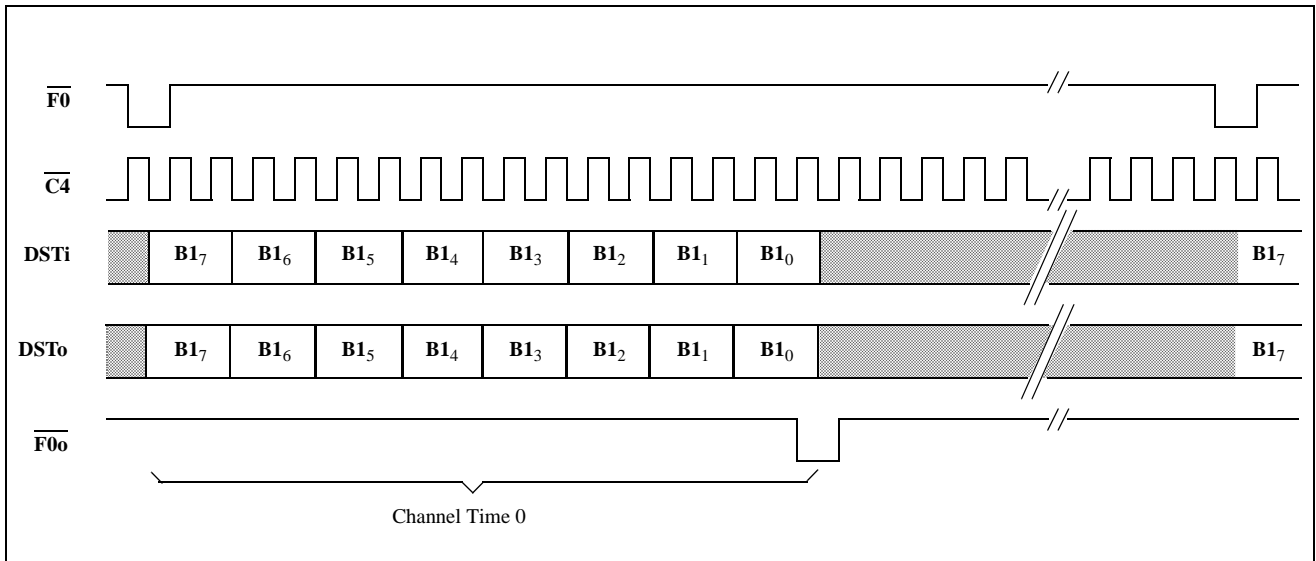 F0
C4
DSTi B1₇ B1₆ B1₅ B1₄ B1₃ B1₂ B1₁ B1₀ B1₇
DSTo B1₇ B1₆ B1₅ B1₄ B1₃ B1₂ B1₁ B1₀ B1₇
F0o
Channel Time 0